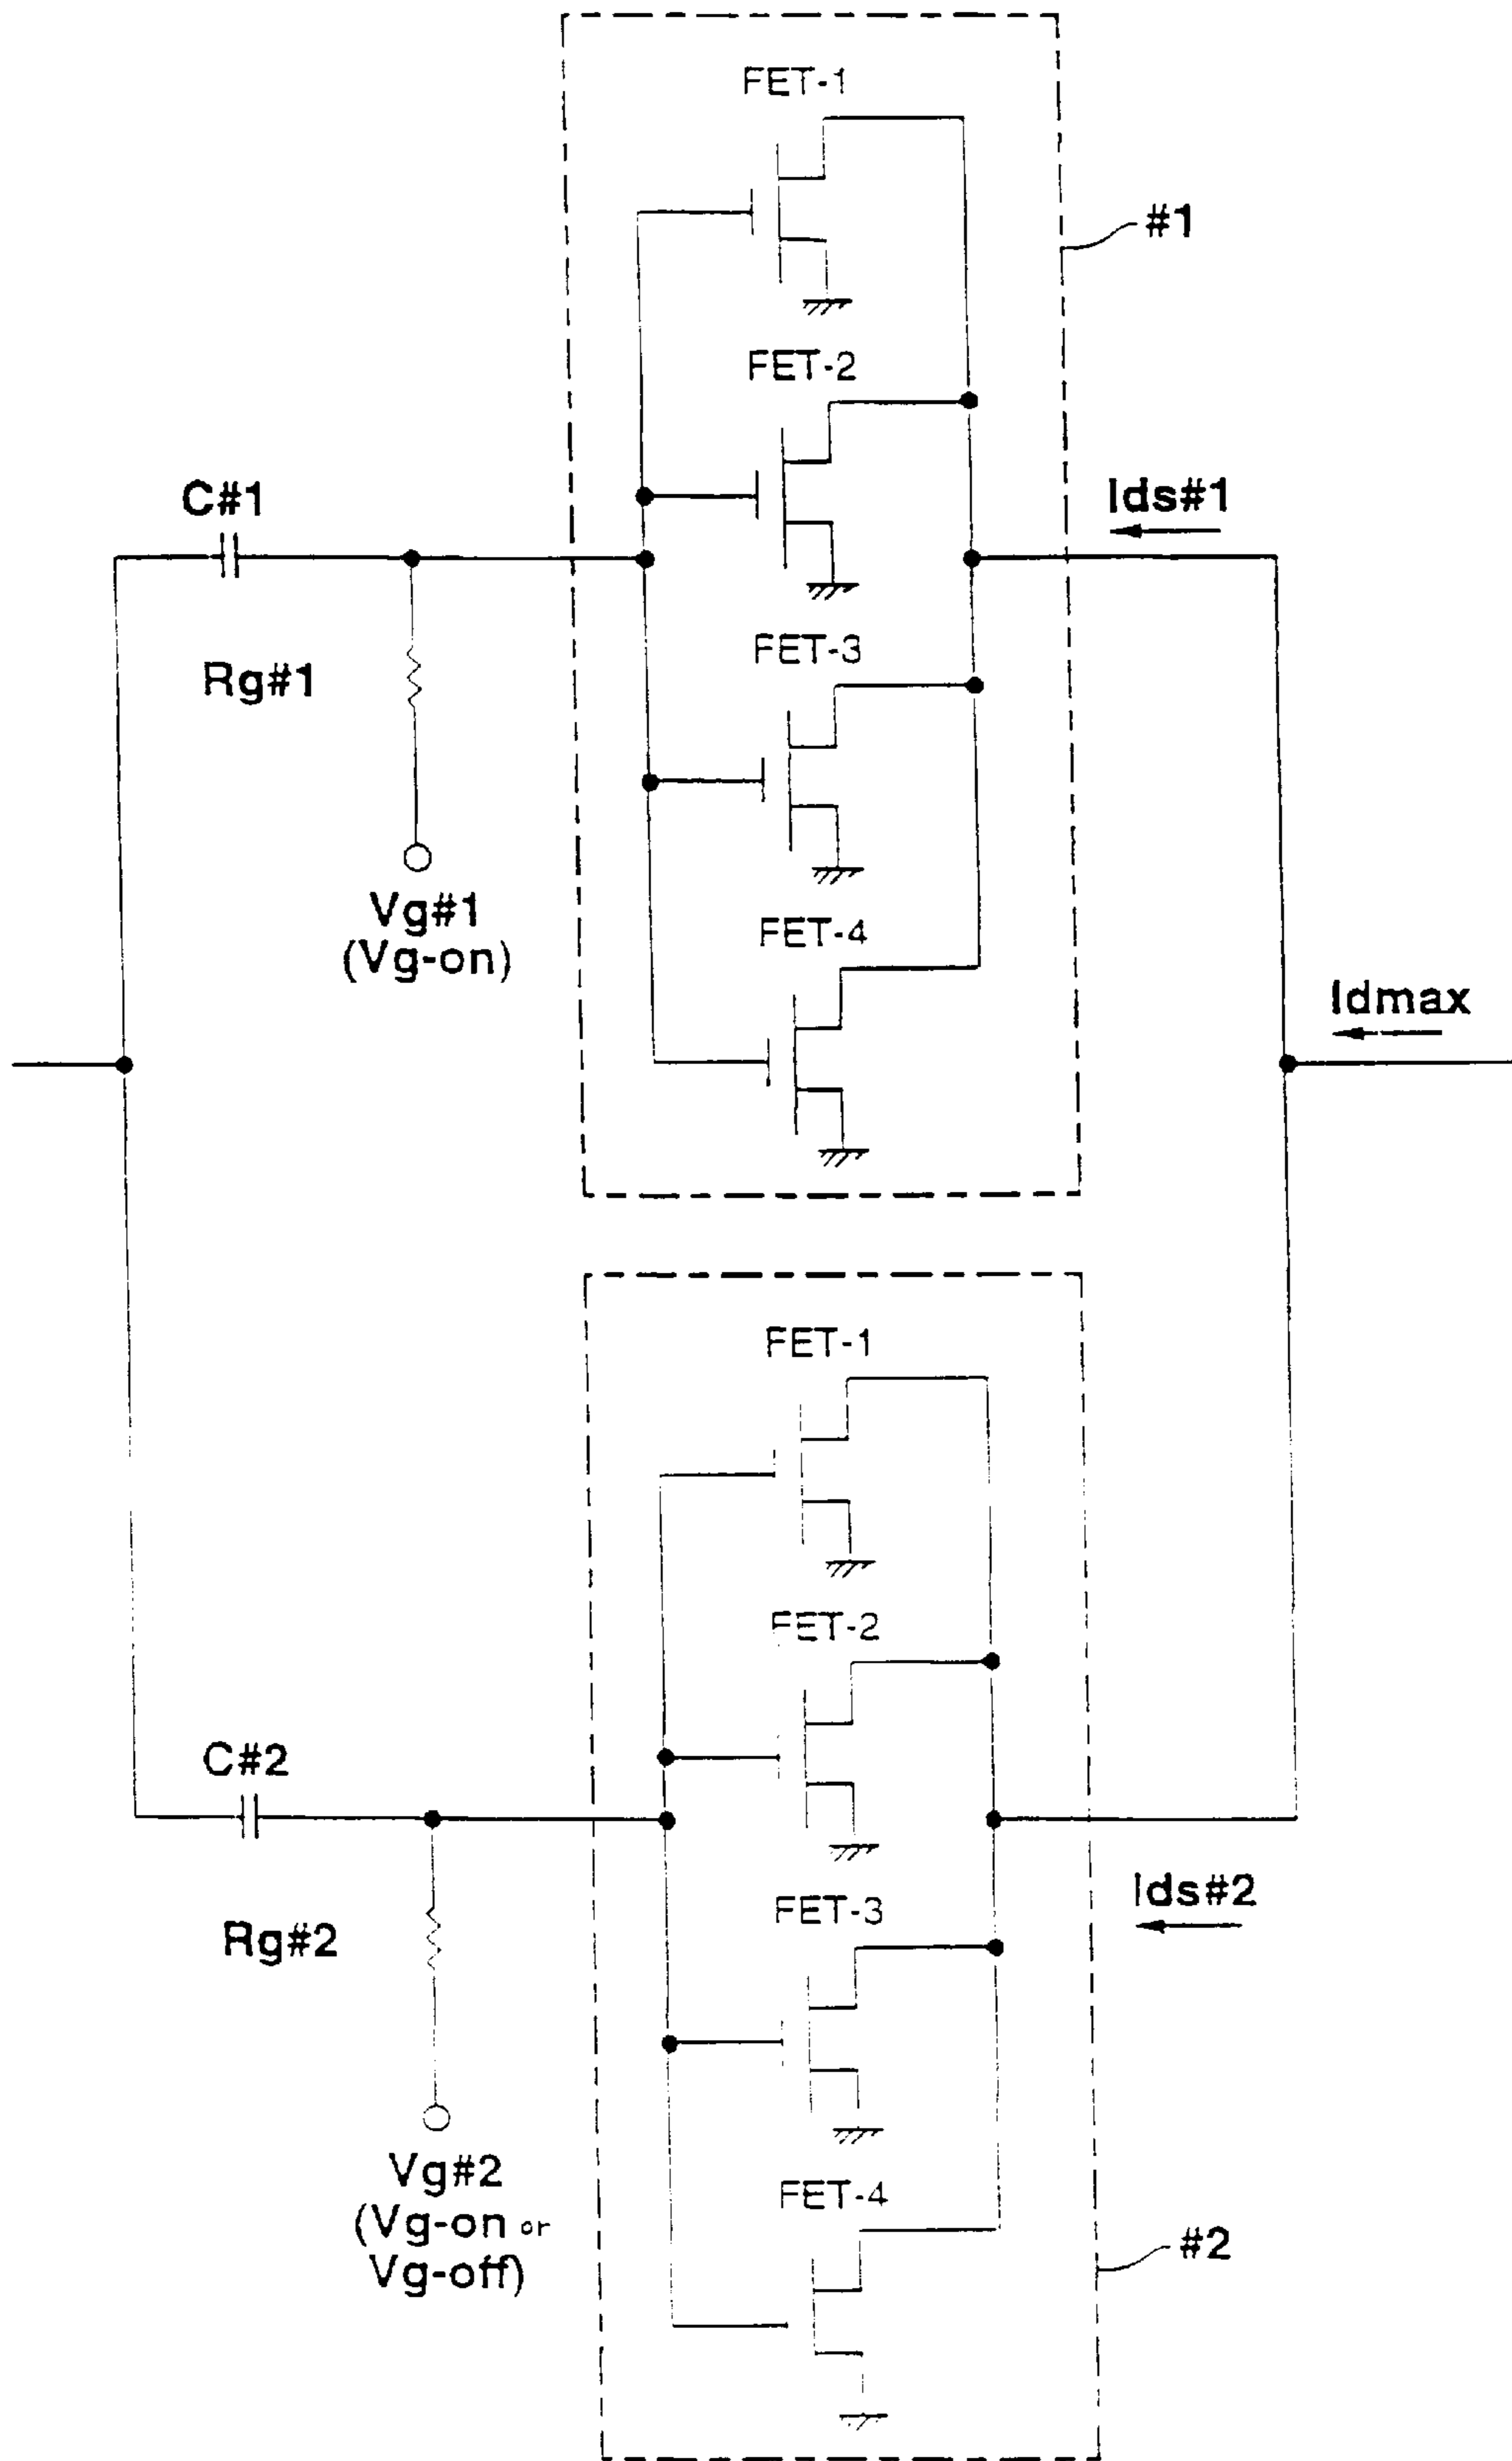 FET-1
#1
FET-2
C#1
Ids#1
FET-3
Rg#1
Vg#1
(Vg-on)
FET-4
Idmax
FET-1
FET-2
C#2
Ids#2
FET-3
Rg#2
Vg#2
(Vg-on or
Vg-off)
FET-4
#2